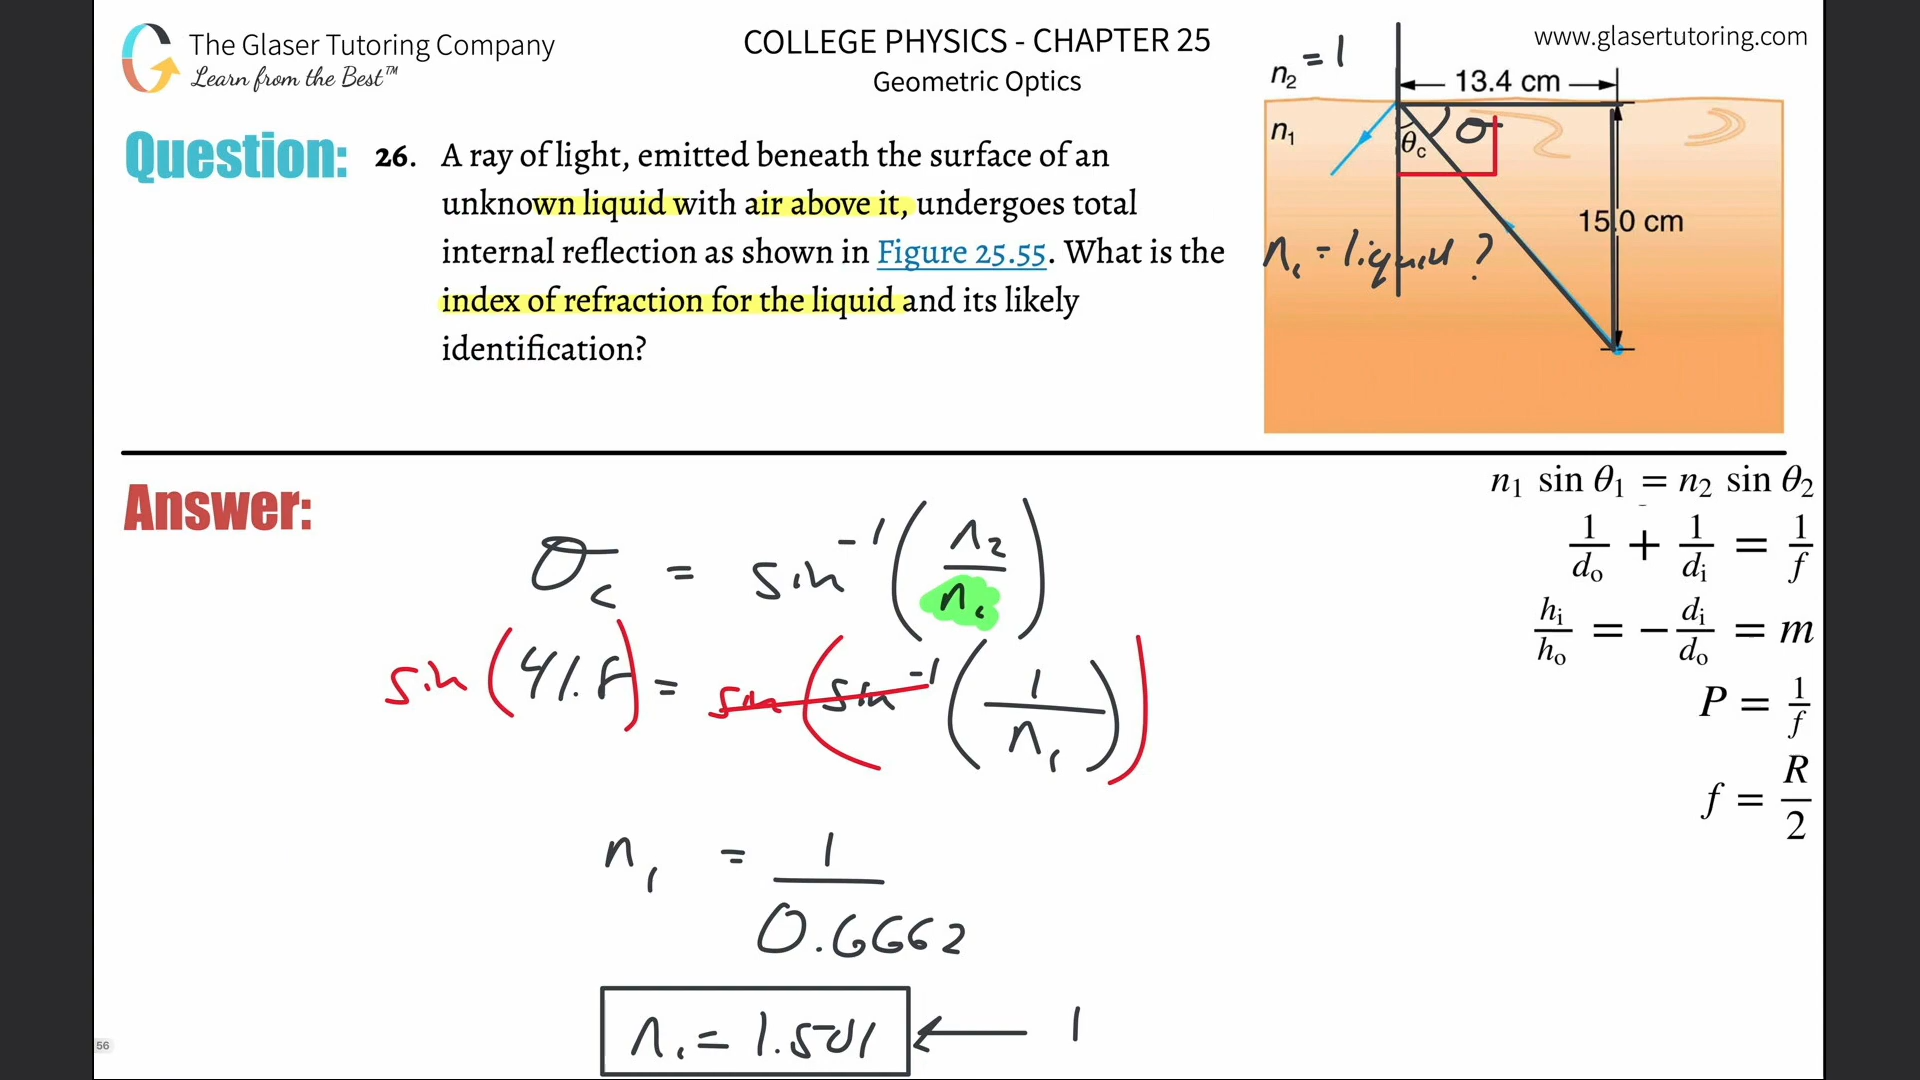 The Glaser Tutoring Company
Learn from the Best™
COLLEGE PHYSICS - CHAPTER 25
Geometric Optics
www.glasertutoring.com
Question:
26. A ray of light, emitted beneath the surface of an
unknown liquid with air above it, undergoes total
internal reflection as shown in Figure 25.55. What is the
index of refraction for the liquid and its likely
identification?
n₂ = 1
13.4 cm
n₁
θc
θ
15.0 cm
n₁ = liquid ?
Answer:
θc = sin⁻¹ (n₂/n₁)
sin (41.8) = sin (sin⁻¹ (1/n₁))
n₁ = 1/0.6662
n₁ = 1.501 ← 1
n₁ sin θ₁ = n₂ sin θ₂
1/dₒ + 1/dᵢ = 1/f
hᵢ/hₒ = −dᵢ/dₒ = m
P = 1/f
f = R/2
56